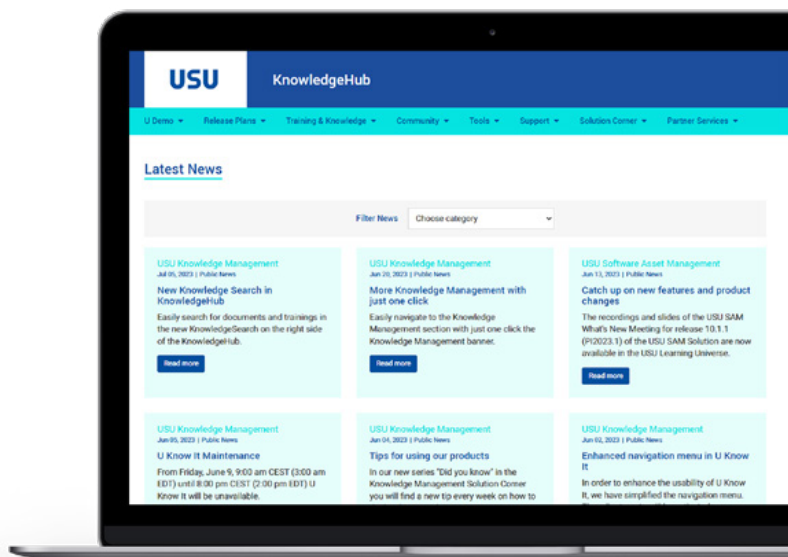 USU
KnowledgeHub
U Demo
Release Plans
Training & Knowledge
Community
Tools
Support
Solution Corner
Partner Services
Latest News
Filter News
Choose category
USU Knowledge Management
Jul 05, 2023 | Public News
New Knowledge Search in
KnowledgeHub
Easily search for documents and trainings in
the new KnowledgeSearch on the right side
of the KnowledgeHub.
Read more
USU Knowledge Management
Jun 20, 2023 | Public News
More Knowledge Management with
just one click
Easily navigate to the Knowledge
Management section with just one click the
Knowledge Management banner.
Read more
USU Software Asset Management
Jun 13, 2023 | Public News
Catch up on new features and product
changes
The recordings and slides of the USU SAM
What's New Meeting for release 10.1.1
(PI2023.1) of the USU SAM Solution are now
available in the USU Learning Universe.
Read more
USU Knowledge Management
Jun 05, 2023 | Public News
U Know It Maintenance
From Friday, June 9, 9:00 am CEST (3:00 am
EDT) until 8:00 pm CEST (2:00 pm EDT) U
Know It will be unavailable.
USU Knowledge Management
Jun 04, 2023 | Public News
Tips for using our products
In our new series "Did you know" in the
Knowledge Management Solution Corner
you will find a new tip every week on how to
USU Knowledge Management
Jun 02, 2023 | Public News
Enhanced navigation menu in U Know
It
In order to enhance the usability of U Know
It, we have simplified the navigation menu.